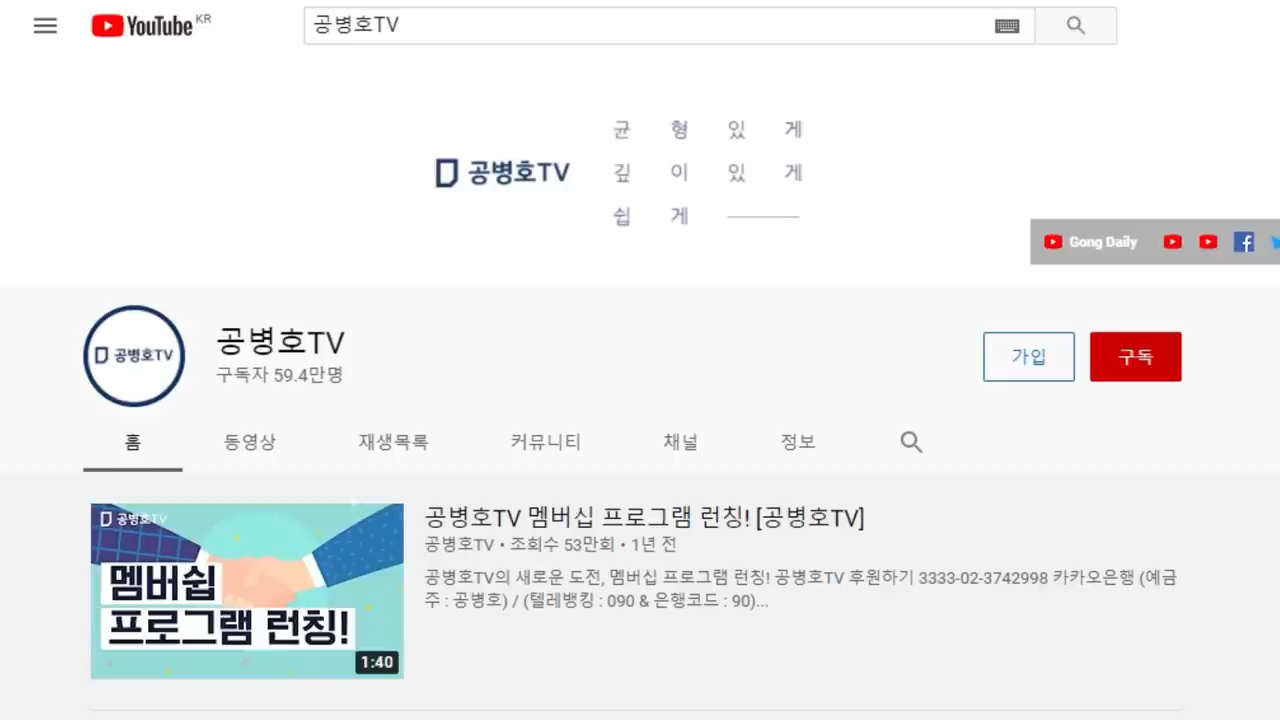 YouTube KR
공병호TV
균 형 있 게
공병호TV
깊 이 있 게
쉽 게
Gong Daily
공병호TV
공병호TV
구독자 59.4만명
가입
구독
홈
동영상
재생목록
커뮤니티
채널
정보
공병호TV
멤버쉽
프로그램 런칭!
1:40
공병호TV 멤버십 프로그램 런칭! [공병호TV]
공병호TV • 조회수 53만회 • 1년 전
공병호TV의 새로운 도전, 멤버십 프로그램 런칭! 공병호TV 후원하기 3333-02-3742998 카카오은행 (예금
주 : 공병호) / (텔레뱅킹 : 090 & 은행코드 : 90)...